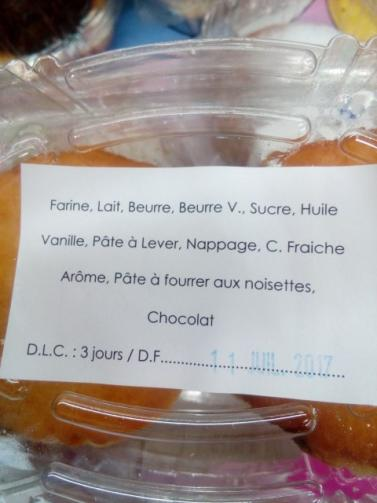 Farine, Lait, Beurre, Beurre V., Sucre, Huile
Vanille, Pâte à Lever, Nappage, C. Fraiche
Arôme, Pâte à fourrer aux noisettes,
Chocolat
D.L.C. : 3 jours / D.F.......11 JUIL. 2017.....